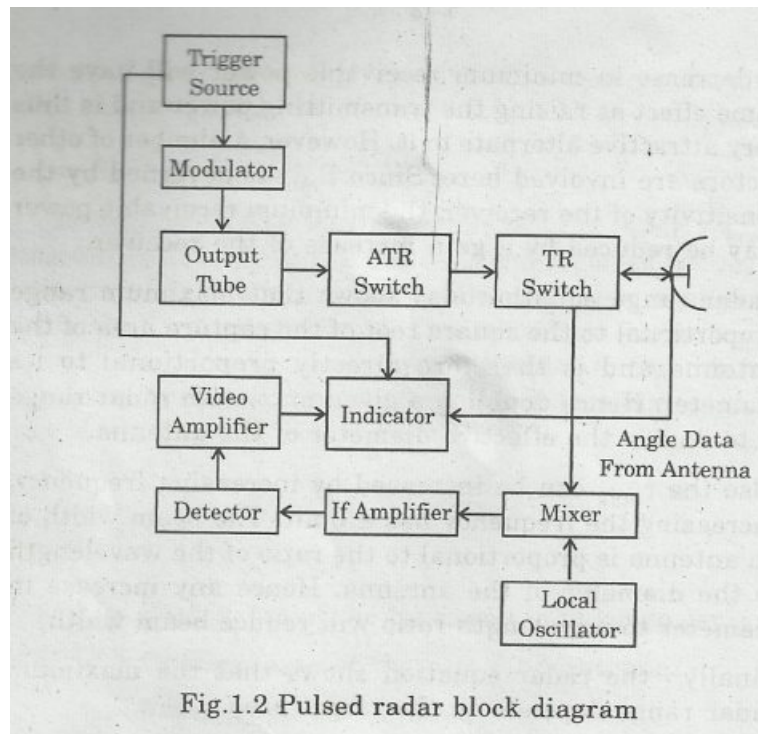 Trigger
Source
Modulator
Output
Tube
ATR
Switch
TR
Switch
Video
Amplifier
Indicator
Angle Data
From Antenna
Detector
If Amplifier
Mixer
Local
Oscillator
Fig.1.2 Pulsed radar block diagram